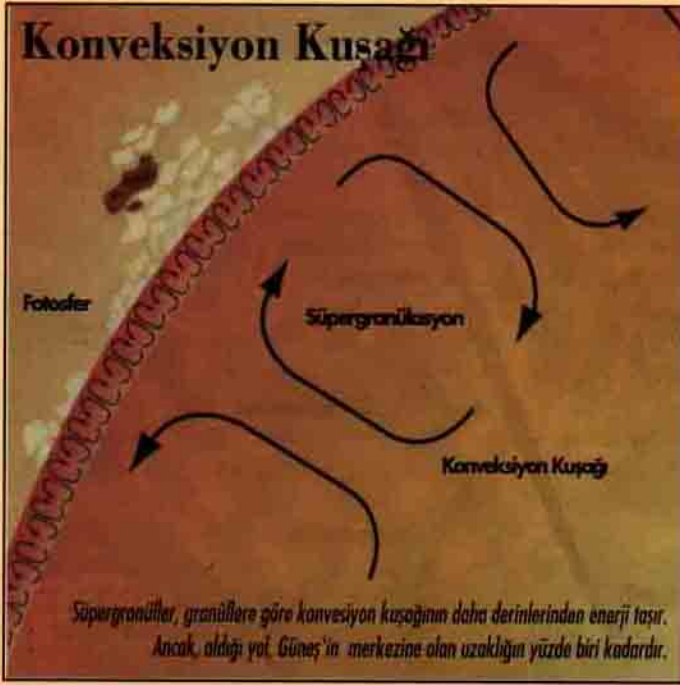 Konveksiyon Kuşağı
Fotosfer
Süpergranülasyon
Konveksiyon Kuşağı
Süpergranüller, granüllere göre konvesiyon kuşağının daha derinlerinden enerji taşır.
Ancak, aldığı yol, Güneş'in merkezine olan uzaklığın yüzde biri kadardır.